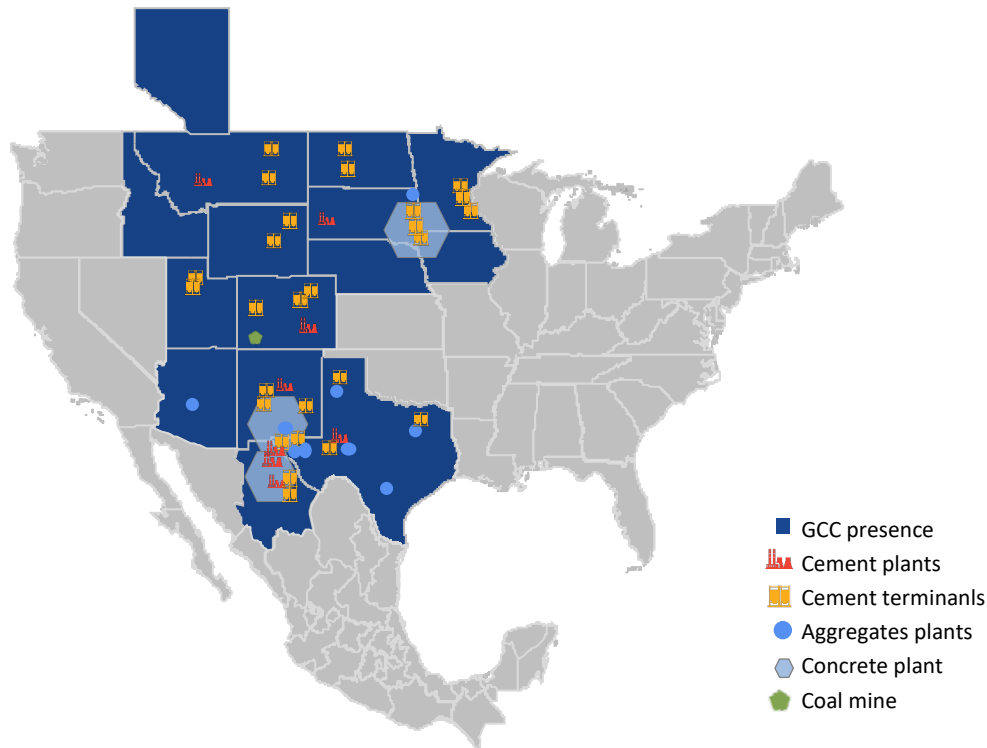 GCC presence
Cement plants
Cement terminanls
Aggregates plants
Concrete plant
Coal mine